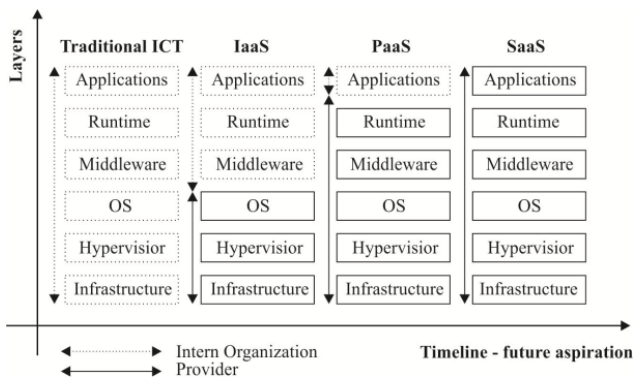 Layers
Traditional ICT IaaS PaaS SaaS
Applications Applications Applications Applications
Runtime Runtime Runtime Runtime
Middleware Middleware Middleware Middleware
OS OS OS OS
Hypervisior Hypervisior Hypervisior Hypervisior
Infrastructure Infrastructure Infrastructure Infrastructure
Intern Organization Timeline - future aspiration
Provider